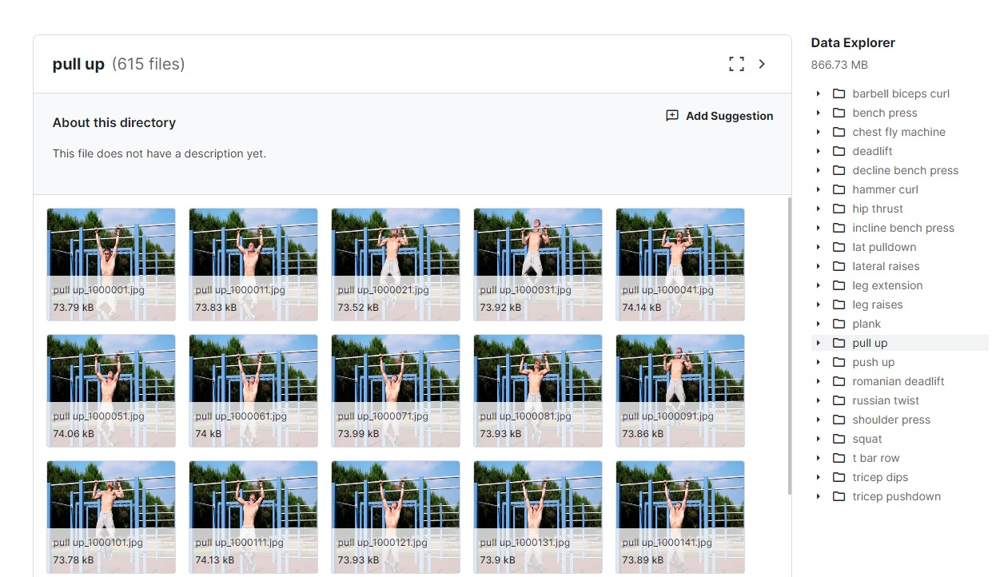 pull up (615 files)
About this directory
Add Suggestion
This file does not have a description yet.
pull up_1000001.jpg
73.79 kB
pull up_1000011.jpg
73.83 kB
pull up_1000021.jpg
73.52 kB
pull up_1000031.jpg
73.92 kB
pull up_1000041.jpg
74.14 kB
pull up_1000051.jpg
74.06 kB
pull up_1000061.jpg
74 kB
pull up_1000071.jpg
73.99 kB
pull up_1000081.jpg
73.93 kB
pull up_1000091.jpg
73.86 kB
pull up_1000101.jpg
73.78 kB
pull up_1000111.jpg
74.13 kB
pull up_1000121.jpg
73.93 kB
pull up_1000131.jpg
73.9 kB
pull up_1000141.jpg
73.89 kB
Data Explorer
866.73 MB
barbell biceps curl
bench press
chest fly machine
deadlift
decline bench press
hammer curl
hip thrust
incline bench press
lat pulldown
lateral raises
leg extension
leg raises
plank
pull up
push up
romanian deadlift
russian twist
shoulder press
squat
t bar row
tricep dips
tricep pushdown